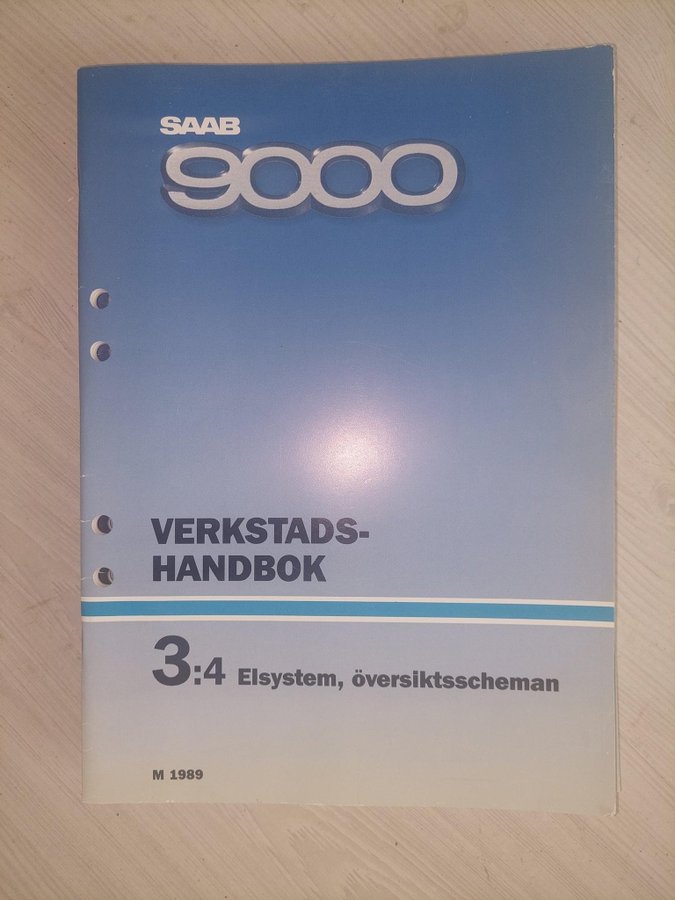 SAAB
9000
VERKSTADS-
HANDBOK
3:4 Elsystem, översiktsscheman
M 1989